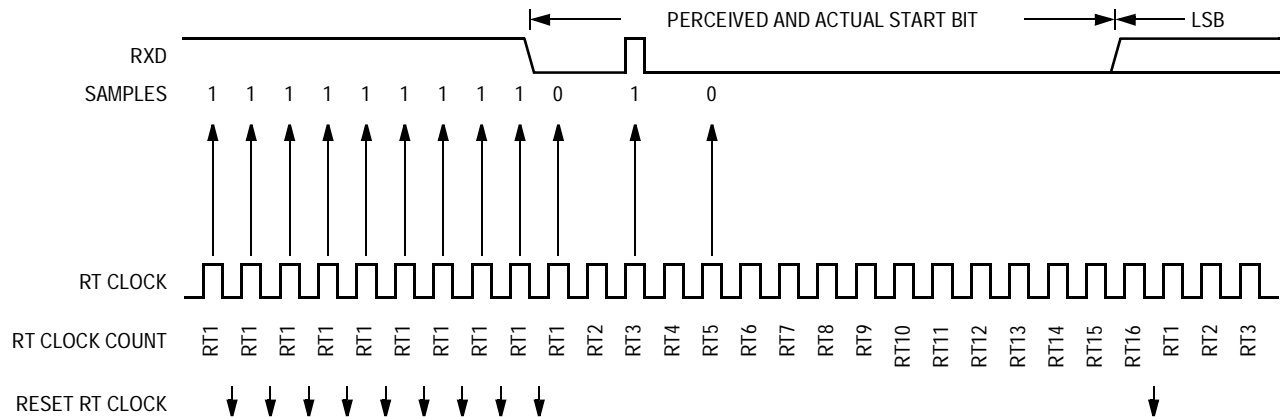 PERCEIVED AND ACTUAL START BIT LSB
RXD
SAMPLES 1 1 1 1 1 1 1 1 1 0 1 0
RT CLOCK
RT CLOCK COUNT RT1 RT1 RT1 RT1 RT1 RT1 RT1 RT1 RT1 RT1 RT2 RT3 RT4 RT5 RT6 RT7 RT8 RT9 RT10 RT11 RT12 RT13 RT14 RT15 RT16 RT1 RT2 RT3
RESET RT CLOCK